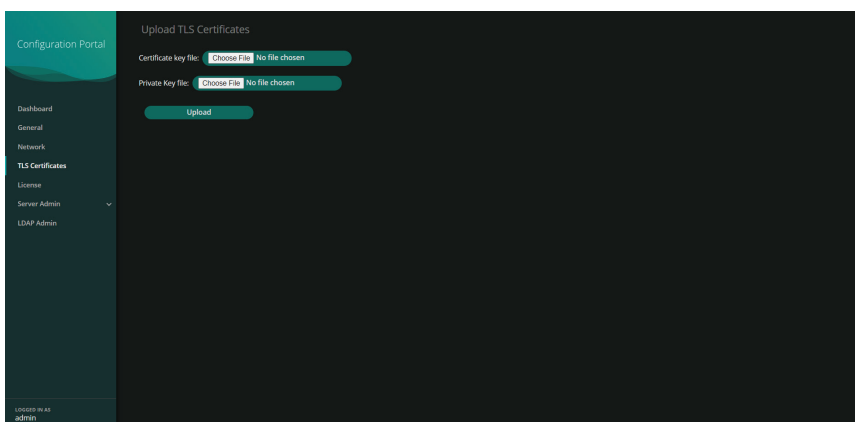 Configuration Portal
Dashboard
General
Network
TLS Certificates
License
Server Admin
LDAP Admin
LOGGED IN AS
admin
Upload TLS Certificates
Certificate key file: Choose File No file chosen
Private Key file: Choose File No file chosen
Upload